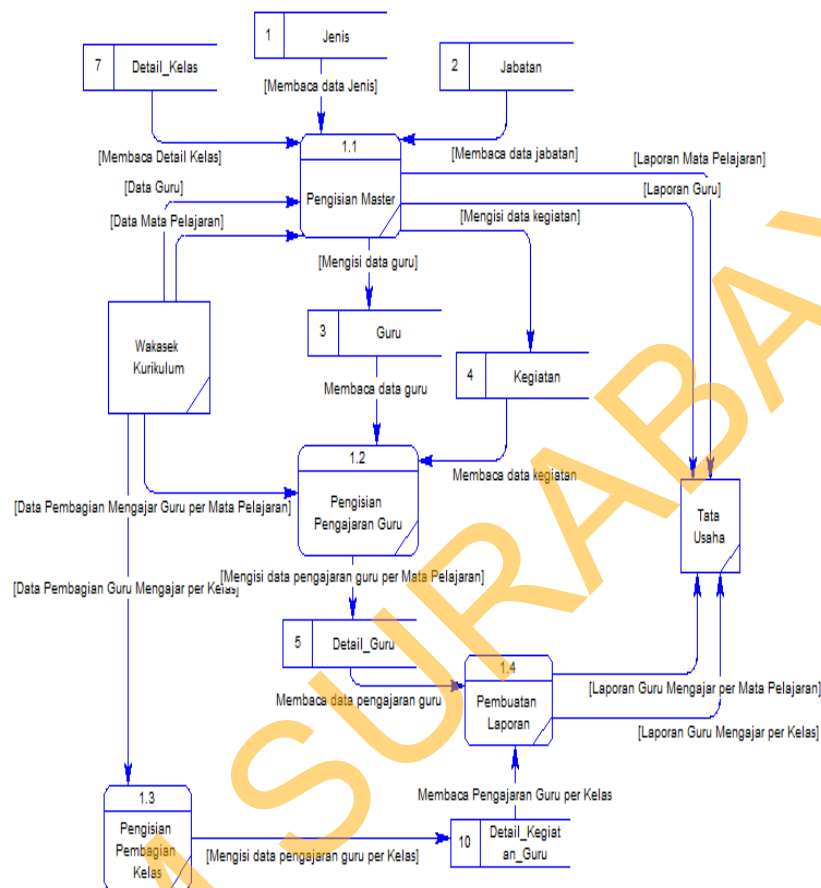 1 Jenis
7 Detail_Kelas
2 Jabatan
[Membaca data Jenis]
[Membaca Detail Kelas]
[Membaca data jabatan]
1.1
Pengisian Master
[Laporan Mata Pelajaran]
[Laporan Guru]
[Data Guru]
[Data Mata Pelajaran]
[Mengisi data kegiatan]
[Mengisi data guru]
Wakasek
Kurikulum
3 Guru
4 Kegiatan
Membaca data guru
Membaca data kegiatan
1.2
Pengisian
Pengajaran Guru
[Data Pembagian Mengajar Guru per Mata Pelajaran]
Tata
Usaha
[Mengisi data pengajaran guru per Mata Pelajaran]
[Data Pembagian Guru Mengajar per Kelas]
5 Detail_Guru
Membaca data pengajaran guru
1.4
Pembuatan
Laporan
[Laporan Guru Mengajar per Mata Pelajaran]
[Laporan Guru Mengajar per Kelas]
Membaca Pengajaran Guru per Kelas
1.3
Pengisian
Pembagian
Kelas
[Mengisi data pengajaran guru per Kelas]
10 Detail_Kegiat
an_Guru
SURABAY